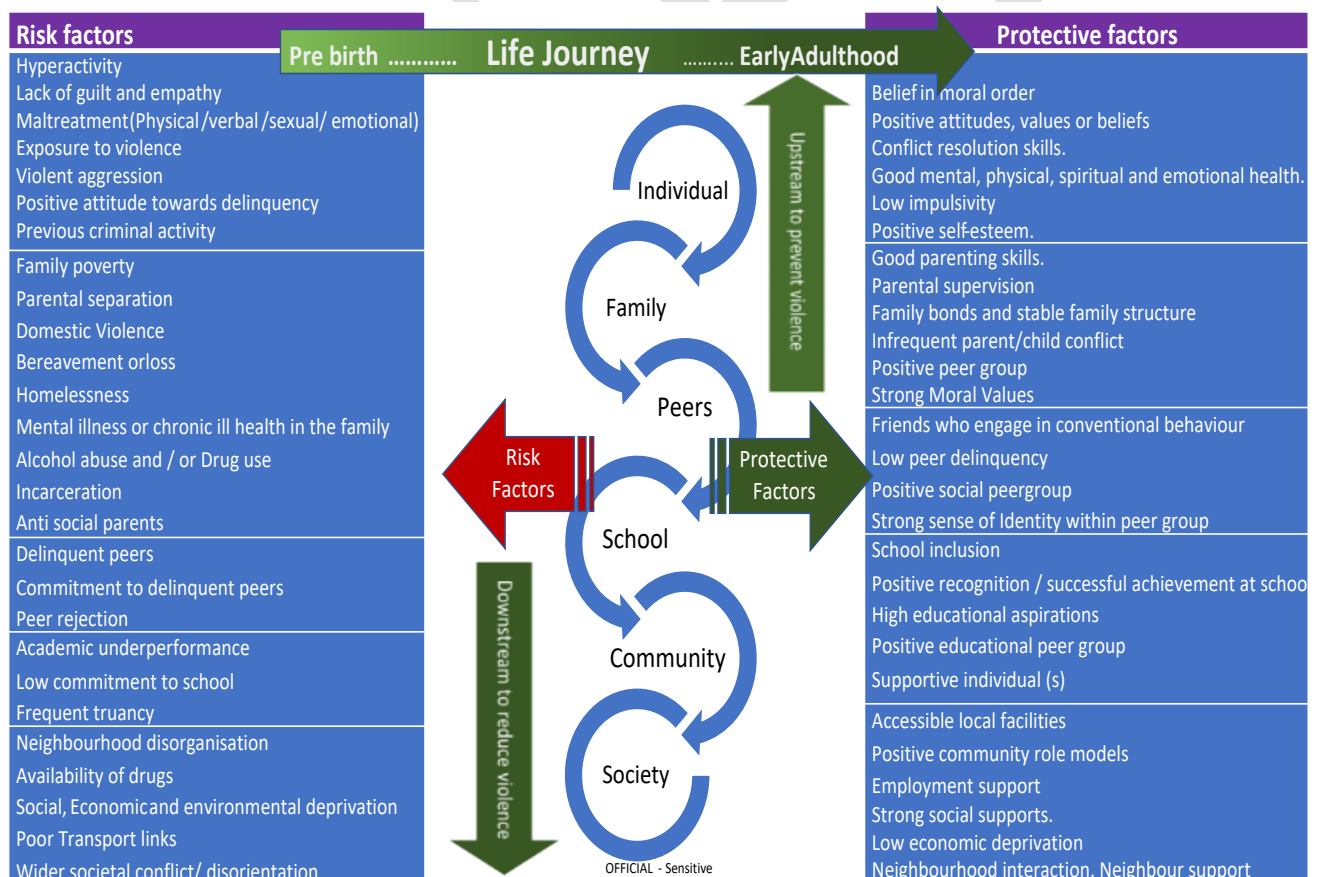 Risk factors
Hyperactivity
Lack of guilt and empathy
Maltreatment(Physical /verbal /sexual/ emotional)
Exposure to violence
Violent aggression
Positive attitude towards delinquency
Previous criminal activity
Family poverty
Parental separation
Domestic Violence
Bereavement orloss
Homelessness
Mental illness or chronic ill health in the family
Alcohol abuse and / or Drug use
Incarceration
Anti social parents
Delinquent peers
Commitment to delinquent peers
Peer rejection
Academic underperformance
Low commitment to school
Frequent truancy
Neighbourhood disorganisation
Availability of drugs
Social, Economicand environmental deprivation
Poor Transport links
Wider societal conflict/ disorientation
Pre birth ………… Life Journey ………. EarlyAdulthood
Individual
Family
Peers
School
Community
Society
Upstream to prevent violence
Risk
Factors
Protective
Factors
Downstream to reduce violence
OFFICIAL - Sensitive
Protective factors
Belief in moral order
Positive attitudes, values or beliefs
Conflict resolution skills.
Good mental, physical, spiritual and emotional health.
Low impulsivity
Positive self-esteem.
Good parenting skills.
Parental supervision
Family bonds and stable family structure
Infrequent parent/child conflict
Positive peer group
Strong Moral Values
Friends who engage in conventional behaviour
Low peer delinquency
Positive social peergroup
Strong sense of Identity within peer group
School inclusion
Positive recognition / successful achievement at schoo
High educational aspirations
Positive educational peer group
Supportive individual (s)
Accessible local facilities
Positive community role models
Employment support
Strong social supports.
Low economic deprivation
Neighbourhood interaction, Neighbour support